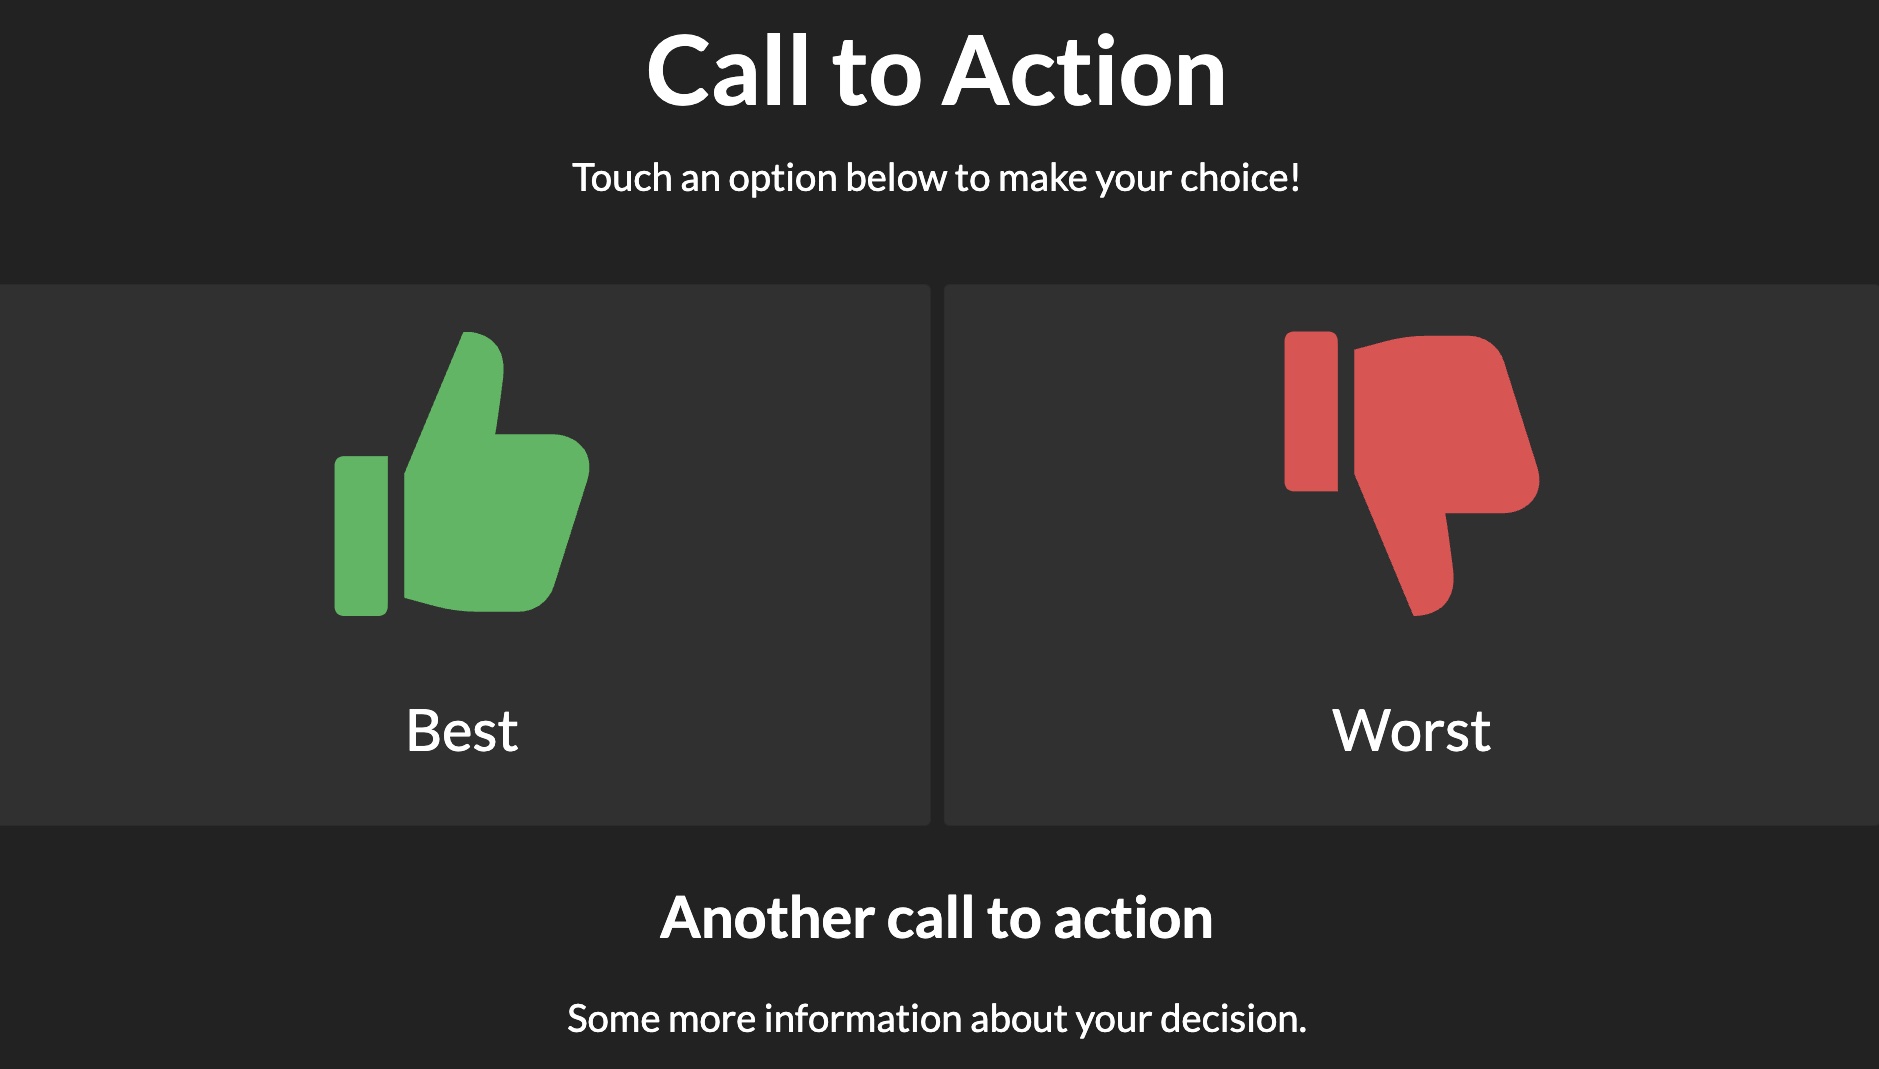 Call to Action
Touch an option below to make your choice!
Best
Worst
Another call to action
Some more information about your decision.